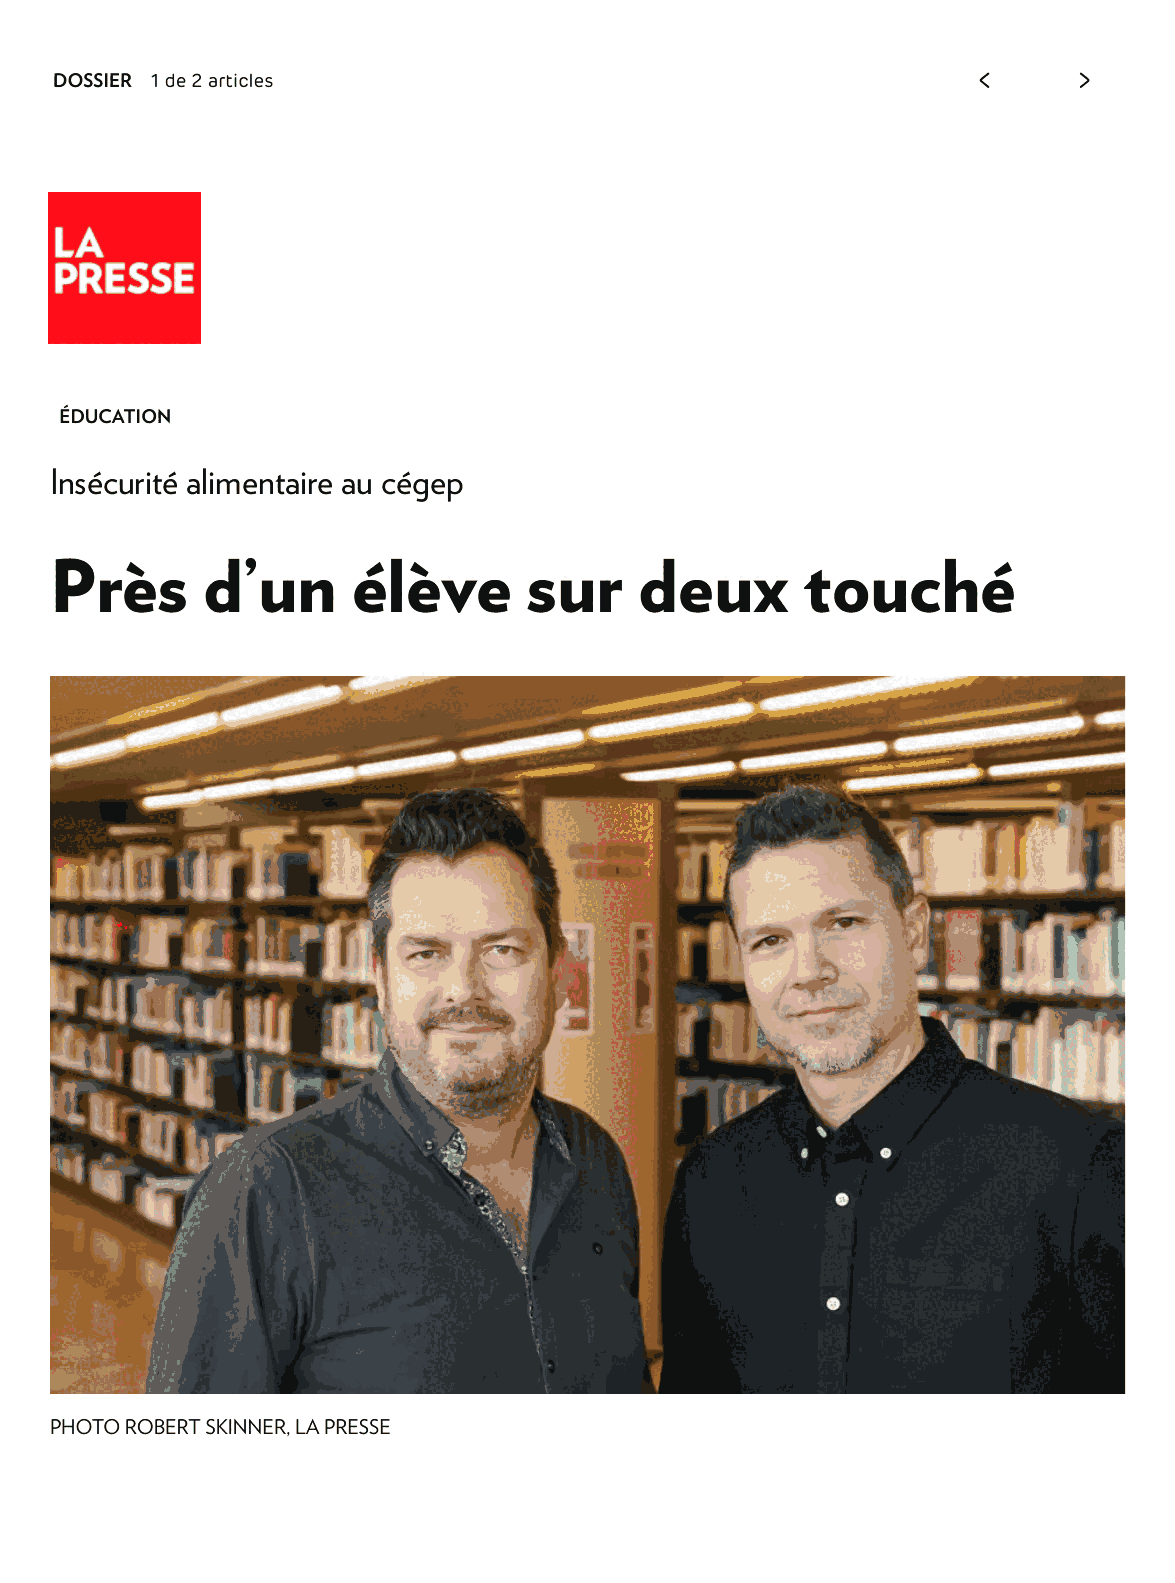 DOSSIER 1 de 2 articles
LA
PRESSE
ÉDUCATION
Insécurité alimentaire au cégep
Près d’un élève sur deux touché
PHOTO ROBERT SKINNER, LA PRESSE